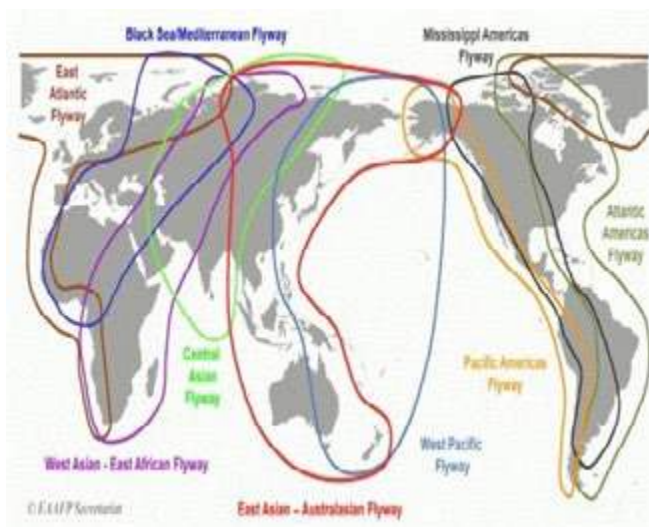 Black Sea/Mediterranean Flyway
Mississippi Americas
Flyway
East
Atlantic
Flyway
Atlantic
Americas
Flyway
Central
Asian
Flyway
Pacific Americas
Flyway
West Pacific
Flyway
West Asian - East African Flyway
East Asian – Australasian Flyway
© EAAFP Secretariat